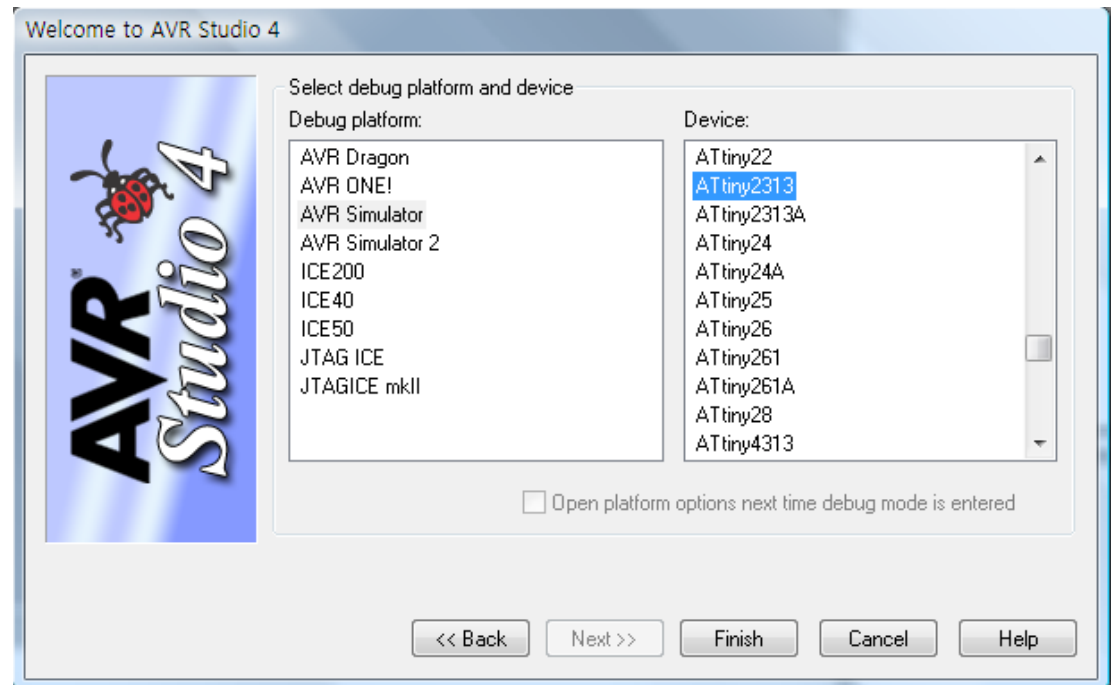 Welcome to AVR Studio 4
AVR
Studio 4
Select debug platform and device
Debug platform:
AVR Dragon
AVR ONE!
AVR Simulator
AVR Simulator 2
ICE200
ICE40
ICE50
JTAG ICE
JTAGICE mkII
Device:
ATtiny22
ATtiny2313
ATtiny2313A
ATtiny24
ATtiny24A
ATtiny25
ATtiny26
ATtiny261
ATtiny261A
ATtiny28
ATtiny4313
Open platform options next time debug mode is entered
<< Back
Next >>
Finish
Cancel
Help